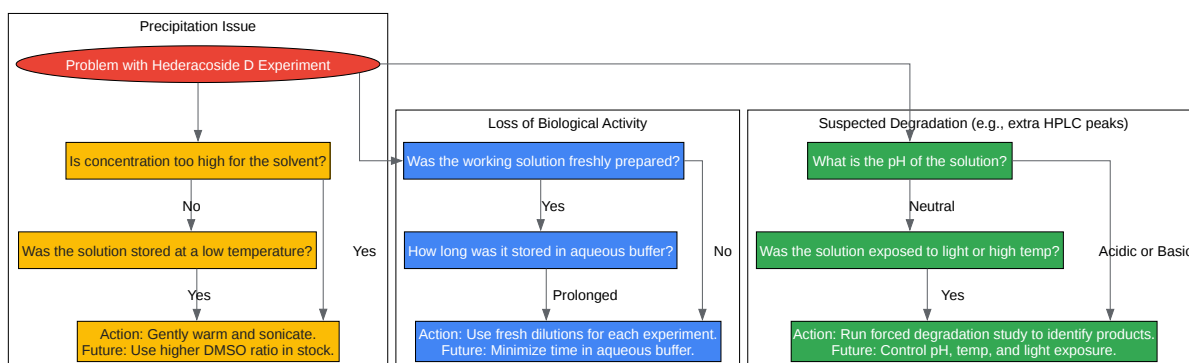 Precipitation Issue
Problem with Hederacoside D Experiment
Is concentration too high for the solvent?
No
Was the solution stored at a low temperature?
Yes
Yes
Action: Gently warm and sonicate.
Future: Use higher DMSO ratio in stock.
Loss of Biological Activity
Was the working solution freshly prepared?
Yes
How long was it stored in aqueous buffer?
No
Prolonged
Action: Use fresh dilutions for each experiment.
Future: Minimize time in aqueous buffer.
Suspected Degradation (e.g., extra HPLC peaks)
What is the pH of the solution?
Neutral
Was the solution exposed to light or high temp?
Acidic or Basic
Yes
Action: Run forced degradation study to identify products.
Future: Control pH, temp, and light exposure.